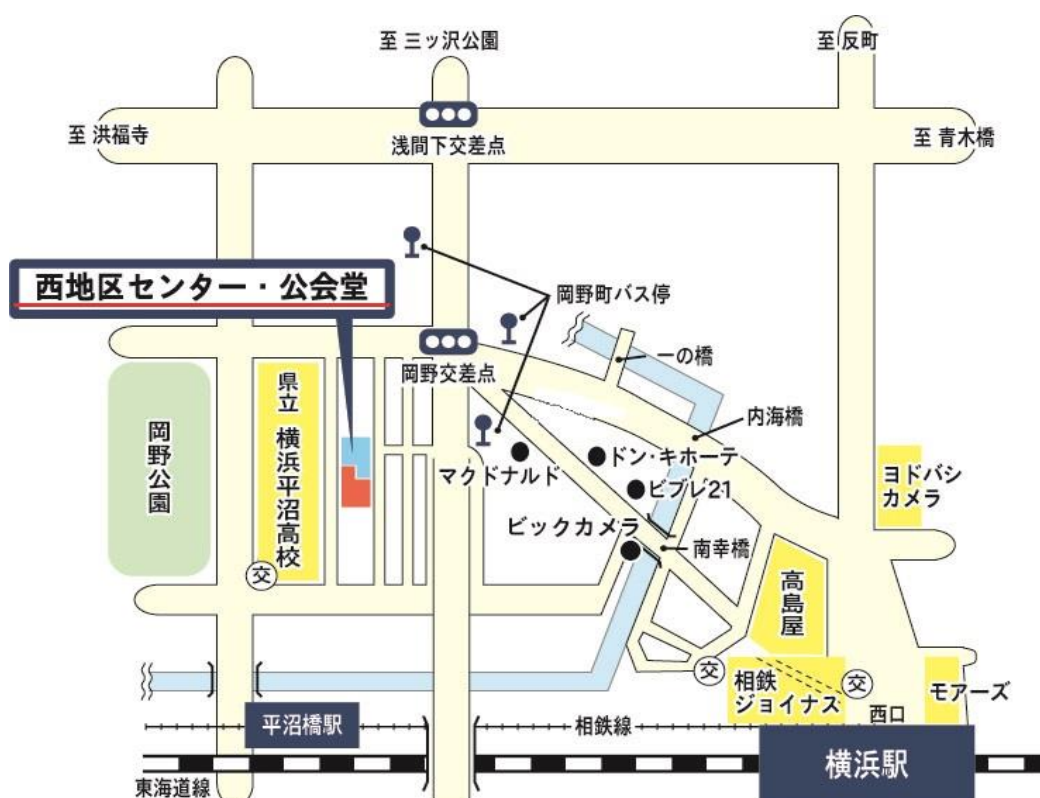 至 三ッ沢公園
至 反町
至 洪福寺
浅間下交差点
至 青木橋
西地区センター・公会堂
岡野町バス停
岡野交差点
一の橋
内海橋
岡野公園
県立 横浜平沼高校
マクドナルド
ドン・キホーテ
ビブレ21
ヨドバシ
カメラ
ビックカメラ
南幸橋
交
高島屋
交
相鉄
ジョイナス
交
モアーズ
西口
平沼橋駅
相鉄線
横浜駅
東海道線